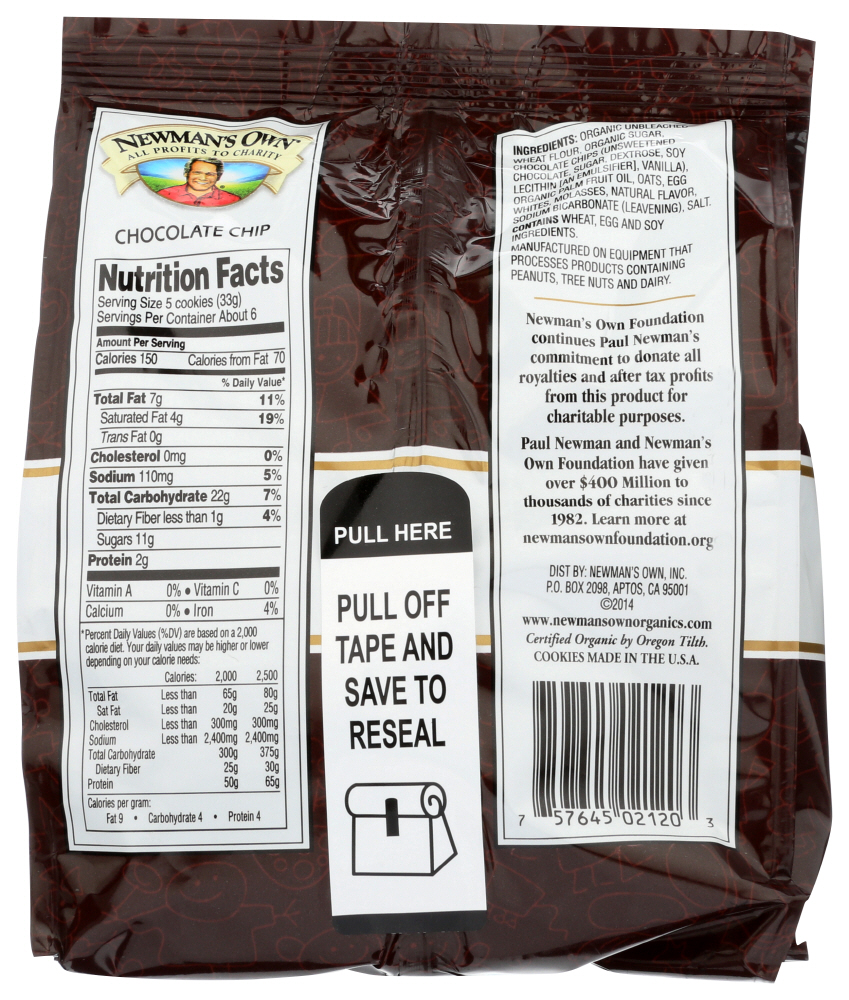 NEWMAN'S OWN
ALL PROFITS TO CHARITY
CHOCOLATE CHIP
Nutrition Facts
Serving Size 5 cookies (33g)
Servings Per Container About 6
Amount Per Serving
Calories 150 Calories from Fat 70
% Daily Value*
Total Fat 7g 11%
Saturated Fat 4g 19%
Trans Fat 0g
Cholesterol 0mg 0%
Sodium 110mg 5%
Total Carbohydrate 22g 7%
Dietary Fiber less than 1g 4%
Sugars 11g
Protein 2g
Vitamin A 0% • Vitamin C 0%
Calcium 0% • Iron 4%
*Percent Daily Values (%DV) are based on a 2,000
calorie diet. Your daily values may be higher or lower
depending on your calorie needs:
Calories: 2,000 2,500
Total Fat Less than 65g 80g
Sat Fat Less than 20g 25g
Cholesterol Less than 300mg 300mg
Sodium Less than 2,400mg 2,400mg
Total Carbohydrate 300g 375g
Dietary Fiber 25g 30g
Protein 50g 65g
Calories per gram:
Fat 9 • Carbohydrate 4 • Protein 4
PULL HERE
PULL OFF
TAPE AND
SAVE TO
RESEAL
INGREDIENTS: ORGANIC UNBLEACHED
WHEAT FLOUR, ORGANIC SUGAR,
CHOCOLATE CHIPS (UNSWEETENED
CHOCOLATE, SUGAR, DEXTROSE, SOY
LECITHIN [AN EMULSIFIER], VANILLA),
ORGANIC PALM FRUIT OIL, OATS, EGG
WHITES, MOLASSES, NATURAL FLAVOR,
SODIUM BICARBONATE (LEAVENING), SALT.
CONTAINS WHEAT, EGG AND SOY
INGREDIENTS.
MANUFACTURED ON EQUIPMENT THAT
PROCESSES PRODUCTS CONTAINING
PEANUTS, TREE NUTS AND DAIRY.
Newman's Own Foundation
continues Paul Newman's
commitment to donate all
royalties and after tax profits
from this product for
charitable purposes.
Paul Newman and Newman's
Own Foundation have given
over $400 Million to
thousands of charities since
1982. Learn more at
newmansownfoundation.org
DIST BY: NEWMAN'S OWN, INC.
P.O. BOX 2098, APTOS, CA 95001
©2014
www.newmansownorganics.com
Certified Organic by Oregon Tilth.
COOKIES MADE IN THE U.S.A.
7 57645 02120 3